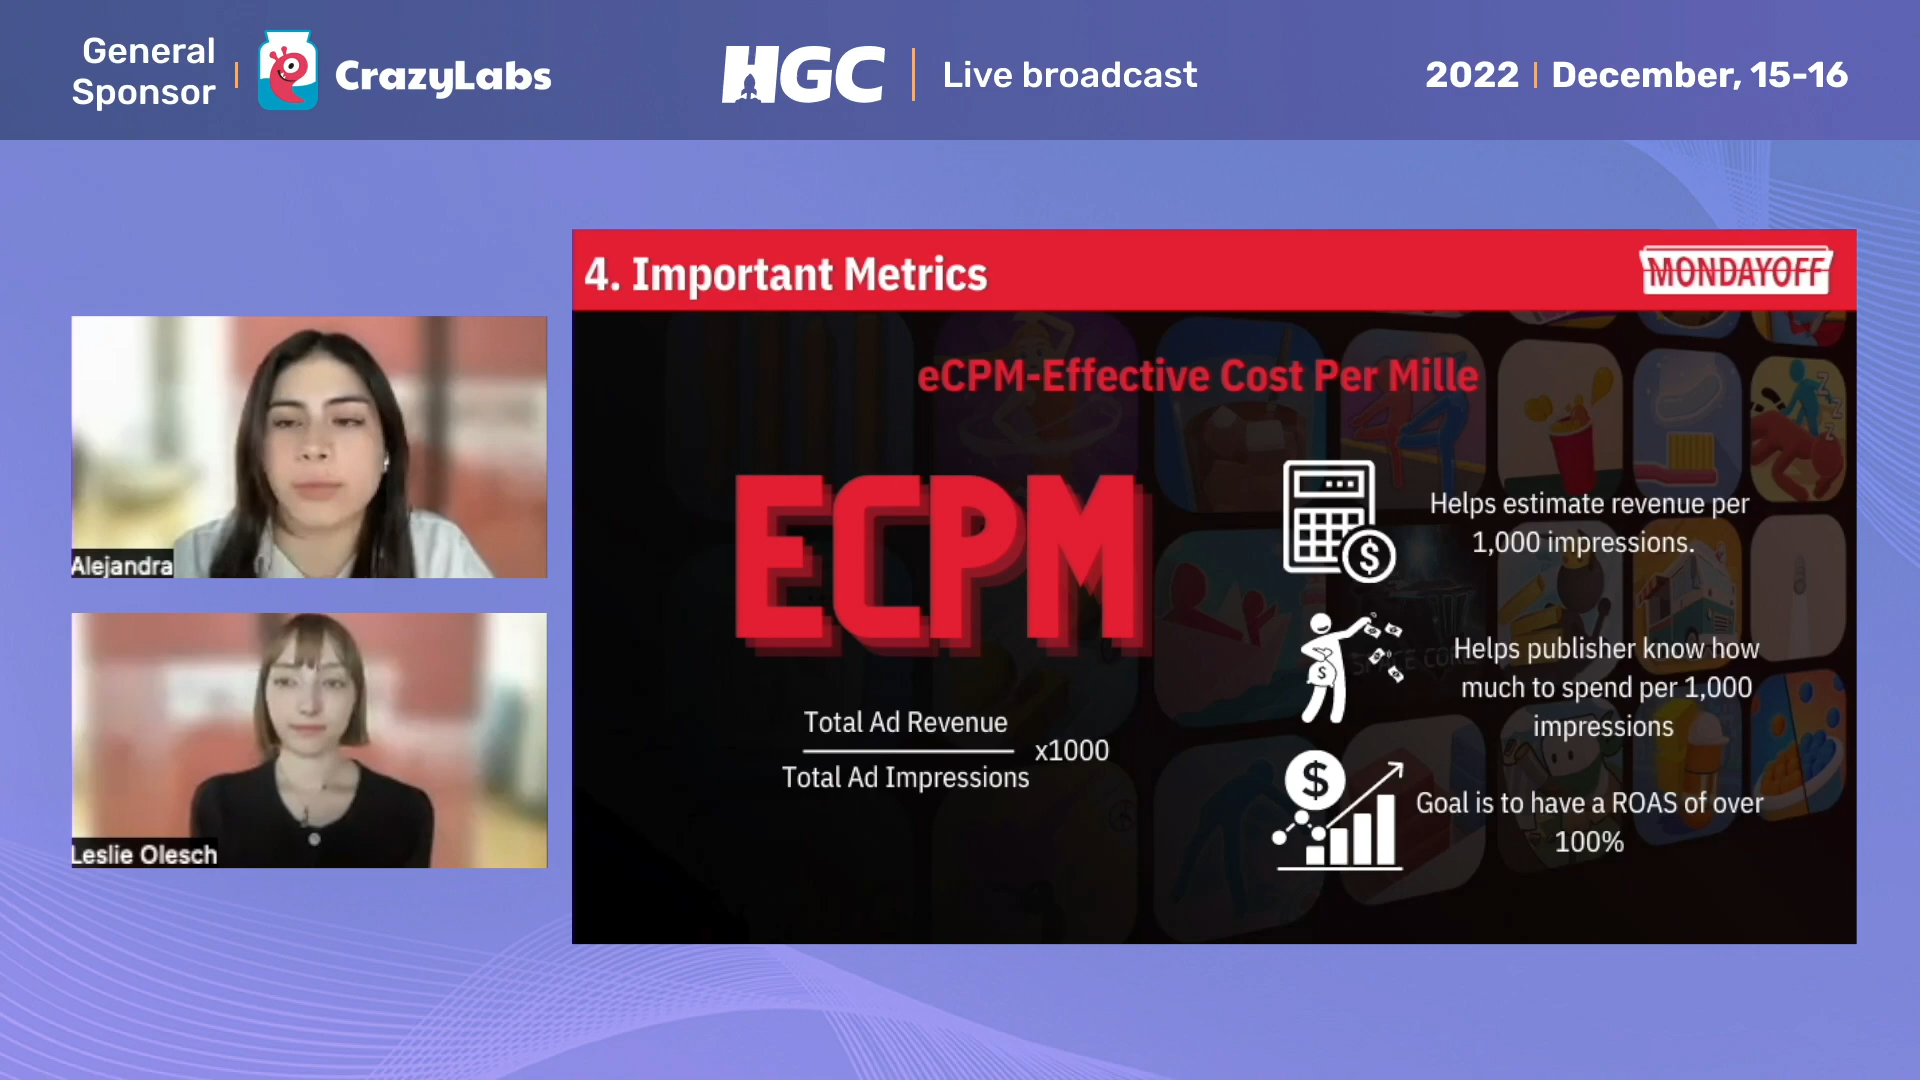 General
Sponsor
CrazyLabs
HGC
Live broadcast
2022
December, 15-16
4. Important Metrics
MONDAYOFF
eCPM-Effective Cost Per Mille
ECPM
Total Ad Revenue
x1000
Total Ad Impressions
Helps estimate revenue per
1,000 impressions.
Helps publisher know how
much to spend per 1,000
impressions
Goal is to have a ROAS of over
100%
Alejandra
Leslie Olesch